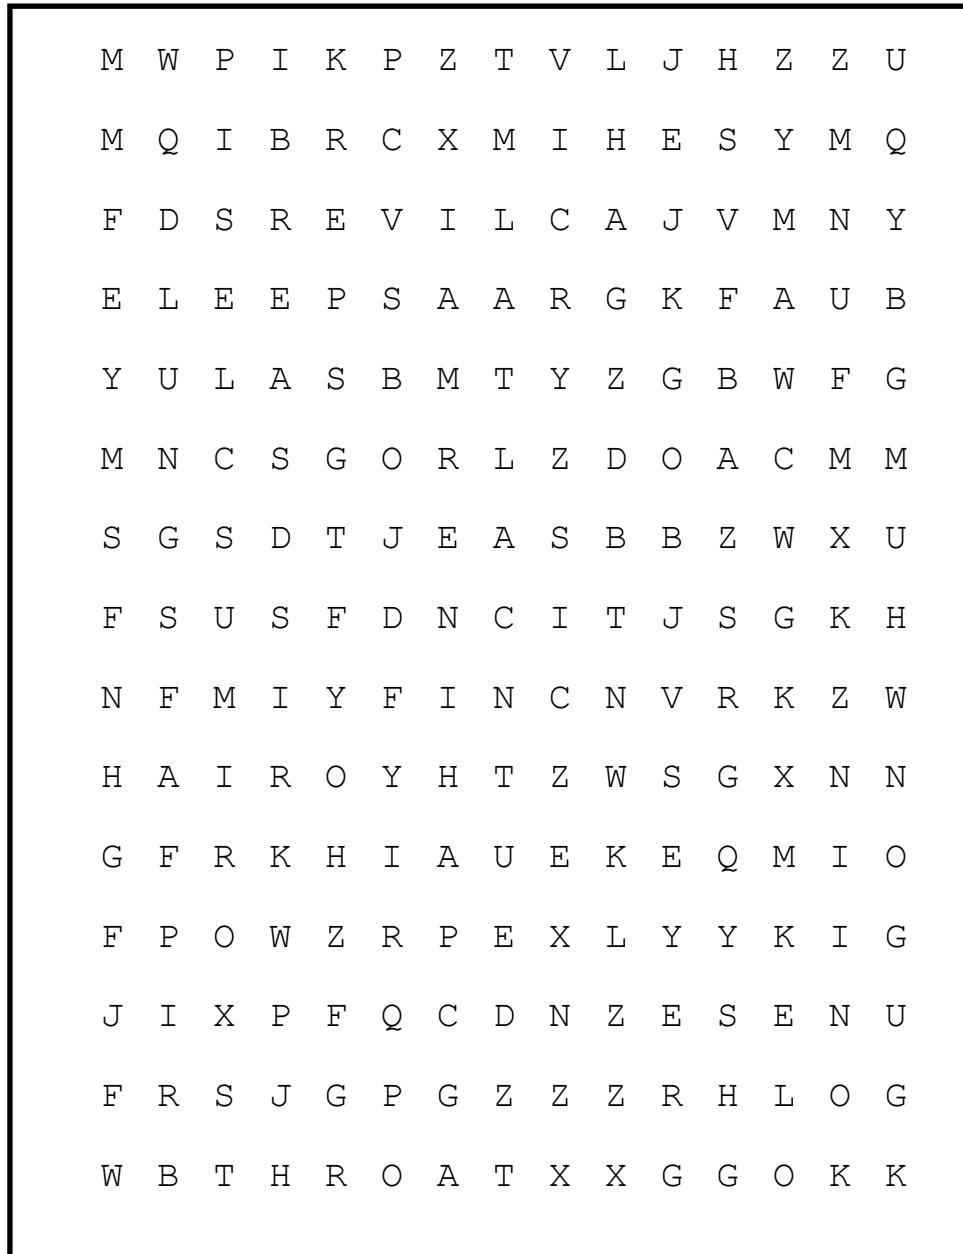 M W P I K P Z T V L J H Z Z U
M Q I B R C X M I H E S Y M Q
F D S R E V I L C A J V M N Y
E L E E P S A A R G K F A U B
Y U L A S B M T Y Z G B W F G
M N C S G O R L Z D O A C M M
S G S D T J E A S B B Z W X U
F S U S F D N C I T J S G K H
N F M I Y F I N C N V R K Z W
H A I R O Y H T Z W S G X N N
G F R K H I A U E K E Q M I O
F P O W Z R P E X L Y Y K I G
J I X P F Q C D N Z E S E N U
F R S J G P G Z Z Z R H L O G
W B T H R O A T X X G G O K K